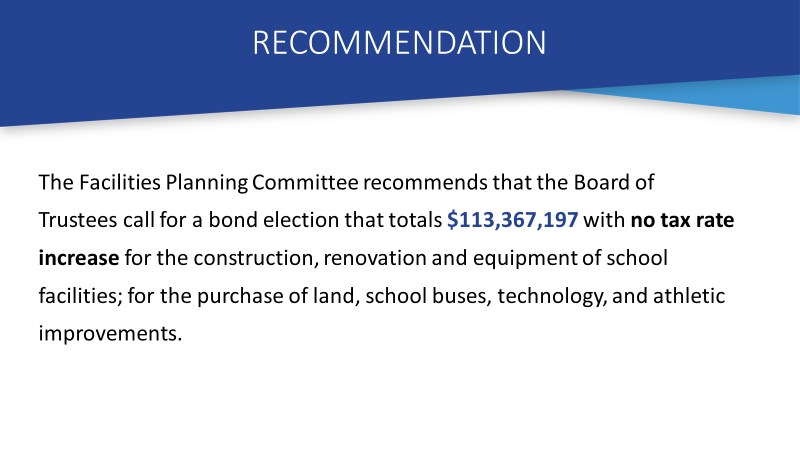 RECOMMENDATION
The Facilities Planning Committee recommends that the Board of
Trustees call for a bond election that totals $113,367,197 with no tax rate
increase for the construction, renovation and equipment of school
facilities; for the purchase of land, school buses, technology, and athletic
improvements.